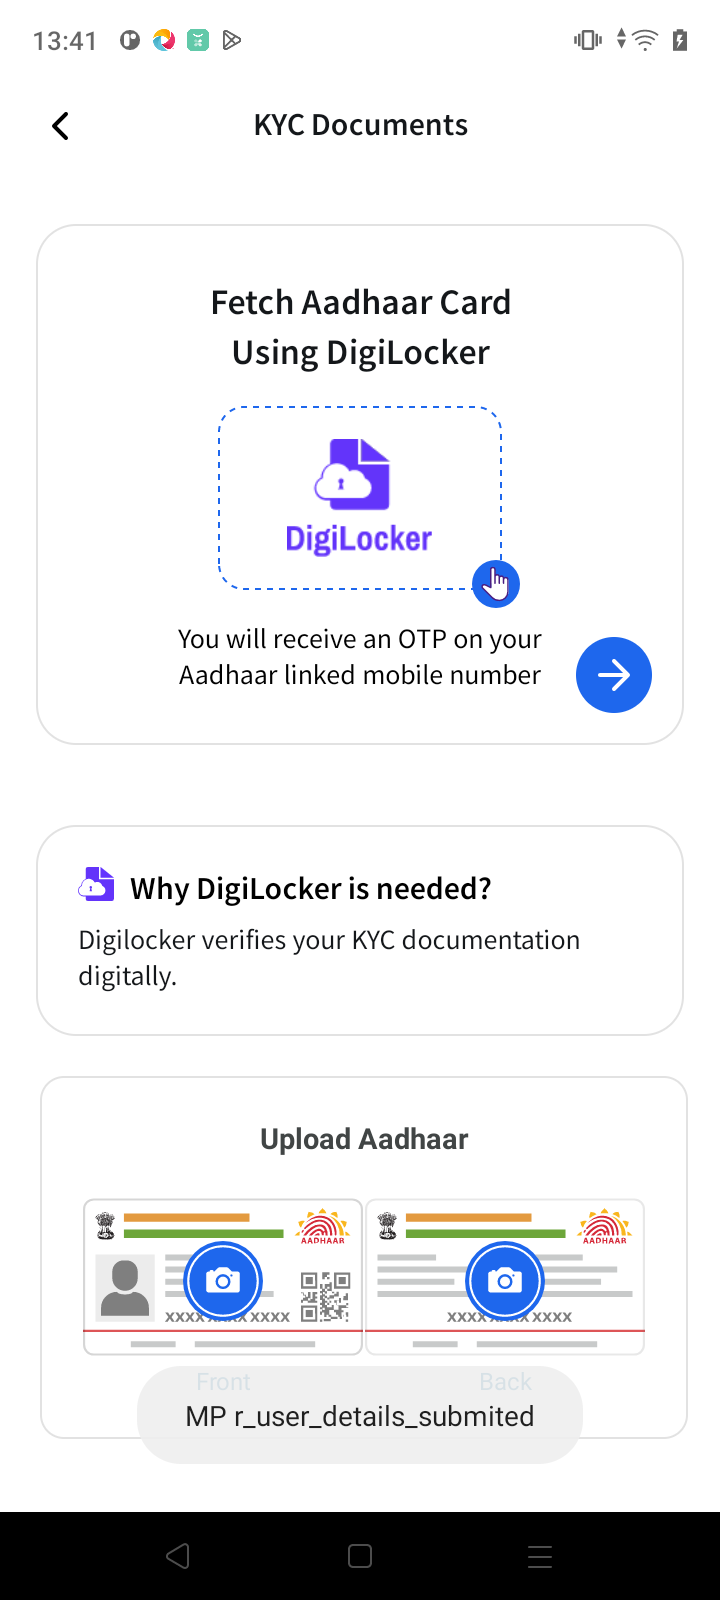 13:41
KYC Documents
Fetch Aadhaar Card
Using DigiLocker
DigiLocker
You will receive an OTP on your
Aadhaar linked mobile number
Why DigiLocker is needed?
Digilocker verifies your KYC documentation
digitally.
Upload Aadhaar
AADHAAR
AADHAAR
XXXX XXXX XXXX
XXXX XXXX XXXX
Front
Back
MP r_user_details_submited